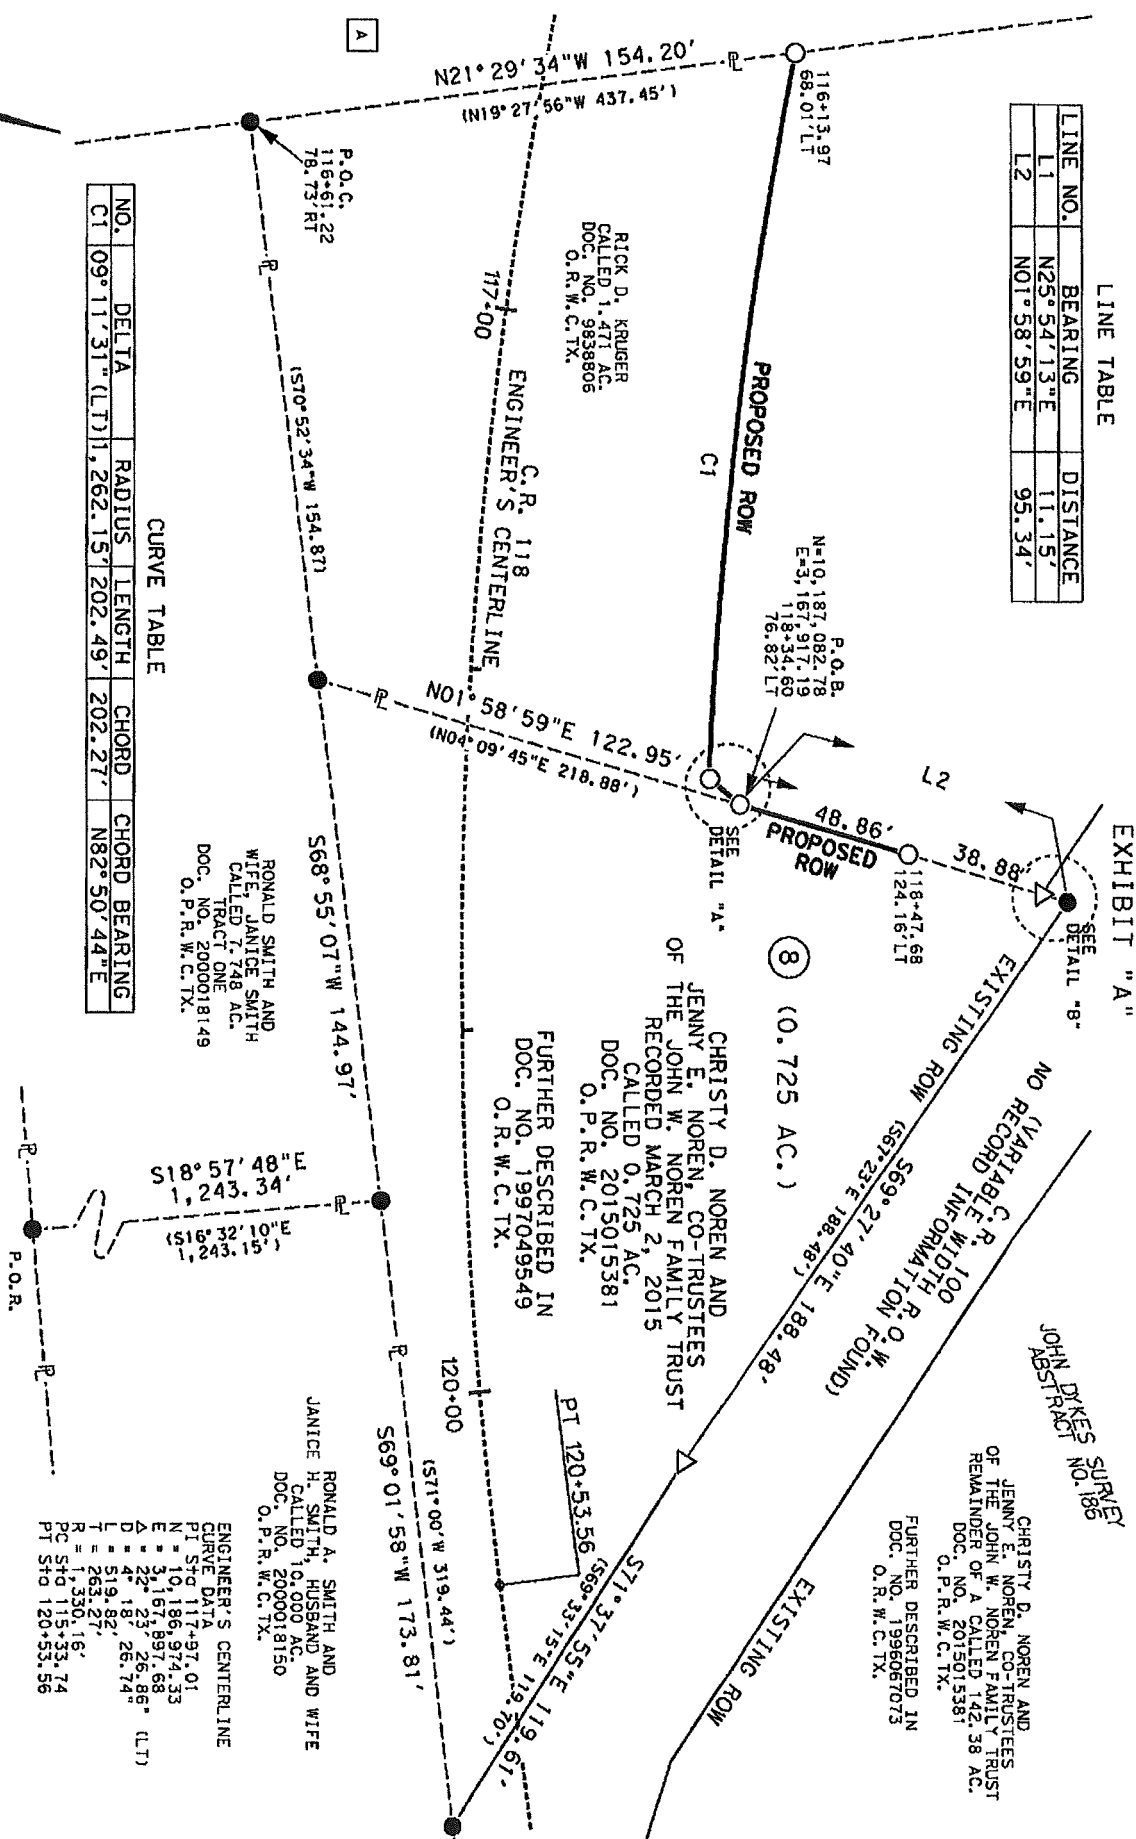 EXHIBIT "A"
LINE TABLE
LINE NO. BEARING DISTANCE
L1 N25°54'13"E 11.15'
L2 N01°58'59"E 95.34'
116+13.97
68.01'LT
N21°29'34"W 154.20'
(N19°27'56"W 437.45')
P
L
A
P.O.C.
116+61.22
78.73'RT
P
L
(S70°52'34"W 154.87')
RICK D. KRUGER
CALLED 1.471 AC.
DOC. NO. 9838806
O.R.W.C.TX.
117+00
C.R. 118
ENGINEER'S CENTERLINE
PROPOSED ROW
C1
P.O.B.
N=10,187,082.78
E=3,167,917.19
118+34.60
76.82'LT
N01°58'59"E 122.95'
(N04°09'45"E 218.88')
P
L
SEE
DETAIL "A"
L2
48.86'
PROPOSED
ROW
38.88'
118+47.68
124.16'LT
SEE
DETAIL "B"
8 (0.725 AC.)
CHRISTY D. NOREN AND
JENNY E. NOREN, CO-TRUSTEES
OF THE JOHN W. NOREN FAMILY TRUST
RECORDED MARCH 2, 2015
CALLED 0.725 AC.
DOC. NO. 2015015381
O.P.R.W.C.TX.
FURTHER DESCRIBED IN
DOC. NO. 1997049549
O.R.W.C.TX.
EXISTING ROW
(S67°23'E 188.48')
S69°27'40"E 188.48'
C.R. 100
(VARIABLE WIDTH R.O.W.
NO RECORD INFORMATION FOUND)
JOHN DYKES SURVEY
ABSTRACT NO. 186
CHRISTY D. NOREN AND
JENNY E. NOREN, CO-TRUSTEES
OF THE JOHN W. NOREN FAMILY TRUST
REMAINDER OF A CALLED 142.38 AC.
DOC. NO. 2015015381
O.P.R.W.C.TX.
FURTHER DESCRIBED IN
DOC. NO. 1996067073
O.R.W.C.TX.
EXISTING ROW
S71°37'55"E 119.61'
(S69°33'15"E 119.70')
PT 120+53.56
120+00
S68°55'07"W 144.97'
P
L
(S71°00'W 319.44')
S69°01'58"W 173.81'
RONALD SMITH AND
WIFE, JANICE SMITH
CALLED 7.748 AC.
TRACT ONE
DOC. NO. 2000018149
O.P.R.W.C.TX.
P
L
S18°57'48"E
1,243.34'
(S16°32'10"E
1,243.15')
P
L
P
L
P.O.R.
RONALD A. SMITH AND
JANICE H. SMITH, HUSBAND AND WIFE
CALLED 10.000 AC.
DOC. NO. 2000018150
O.P.R.W.C.TX.
CURVE TABLE
NO. DELTA RADIUS LENGTH CHORD CHORD BEARING
C1 09°11'31"(LT) 1,262.15' 202.49' 202.27' N82°50'44"E
ENGINEER'S CENTERLINE
CURVE DATA
PI Sta 117+97.01
N = 10,186,974.33
E = 3,167,897.68
Δ = 22° 23' 26.86" (LT)
D = 4° 18' 26.74"
L = 519.82'
T = 263.27'
R = 1,330.16'
PC Sta 115+33.74
PT Sta 120+53.56